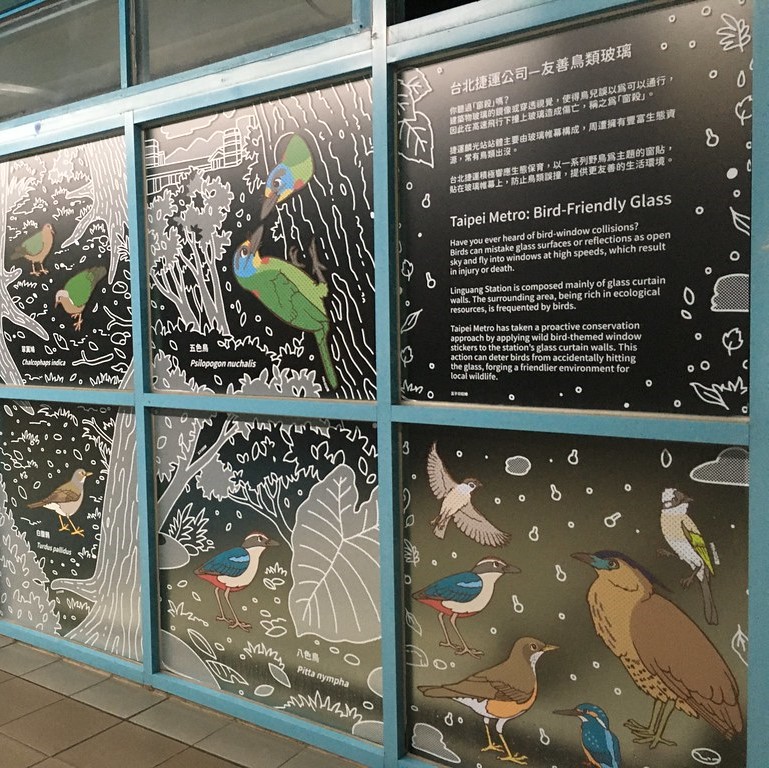 台北捷運公司—友善鳥類玻璃
你聽過「窗殺」嗎？
建築物玻璃的鏡像或穿透視覺，使得鳥兒誤以為可以通行，
因此在高速飛行下撞上玻璃造成傷亡，稱之為「窗殺」。
捷運麟光站站體主要由玻璃帷幕構成，周遭擁有豐富生態資
源，常有鳥類出沒。
台北捷運積極響應生態保育，以一系列野鳥為主題的窗貼，
貼在玻璃帷幕上，防止鳥類誤撞，提供更友善的生活環境。
Taipei Metro: Bird-Friendly Glass
Have you ever heard of bird-window collisions?
Birds can mistake glass surfaces or reflections as open
sky and fly into windows at high speeds, which result
in injury or death.
Linguang Station is composed mainly of glass curtain
walls. The surrounding area, being rich in ecological
resources, is frequented by birds.
Taipei Metro has taken a proactive conservation
approach by applying wild bird-themed window
stickers to the station's glass curtain walls. This
action can deter birds from accidentally hitting
the glass, forging a friendlier environment for
local wildlife.
翠翼鳩
Chalcophaps indica
五色鳥
Psilopogon nuchalis
白腹鶇
Turdus pallidus
八色鳥
Pitta nympha